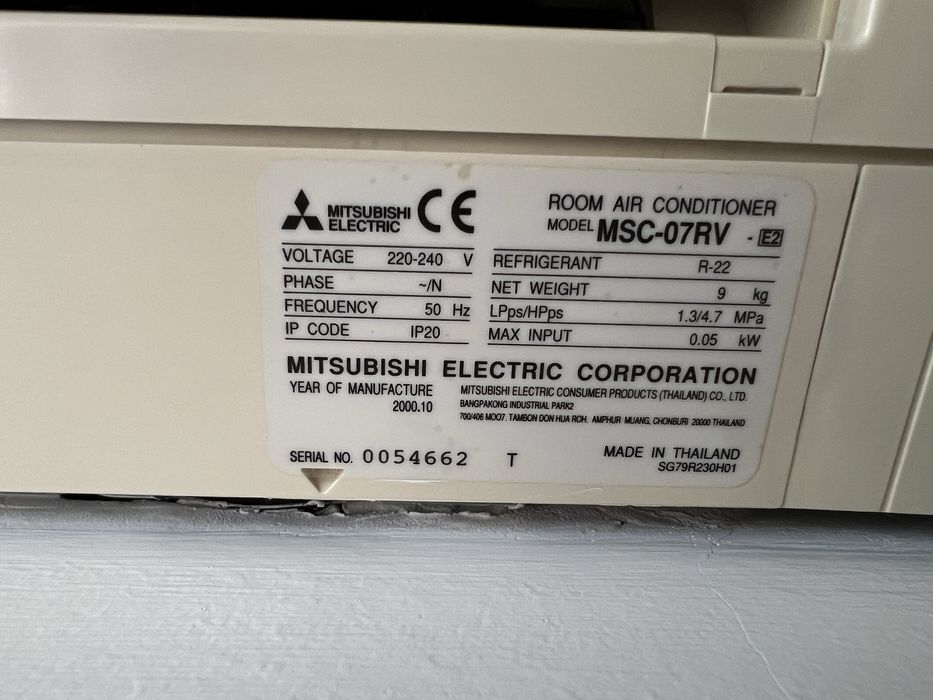 MITSUBISHI ELECTRIC CE
ROOM AIR CONDITIONER
MODEL MSC-07RV - E2
VOLTAGE 220-240 V
PHASE ~/N
FREQUENCY 50 Hz
IP CODE IP20
REFRIGERANT R-22
NET WEIGHT 9 kg
LPps/HPps 1.3/4.7 MPa
MAX INPUT 0.05 kW
MITSUBISHI ELECTRIC CORPORATION
YEAR OF MANUFACTURE
2000.10
MITSUBISHI ELECTRIC CONSUMER PRODUCTS (THAILAND) CO., LTD.
BANGPAKONG INDUSTRIAL PARK2
700/406 MOO7. TAMBON DON HUA ROH. AMPHUR MUANG, CHONBURI 20000 THAILAND
SERIAL NO. 0054662 T
MADE IN THAILAND
SG79R230H01